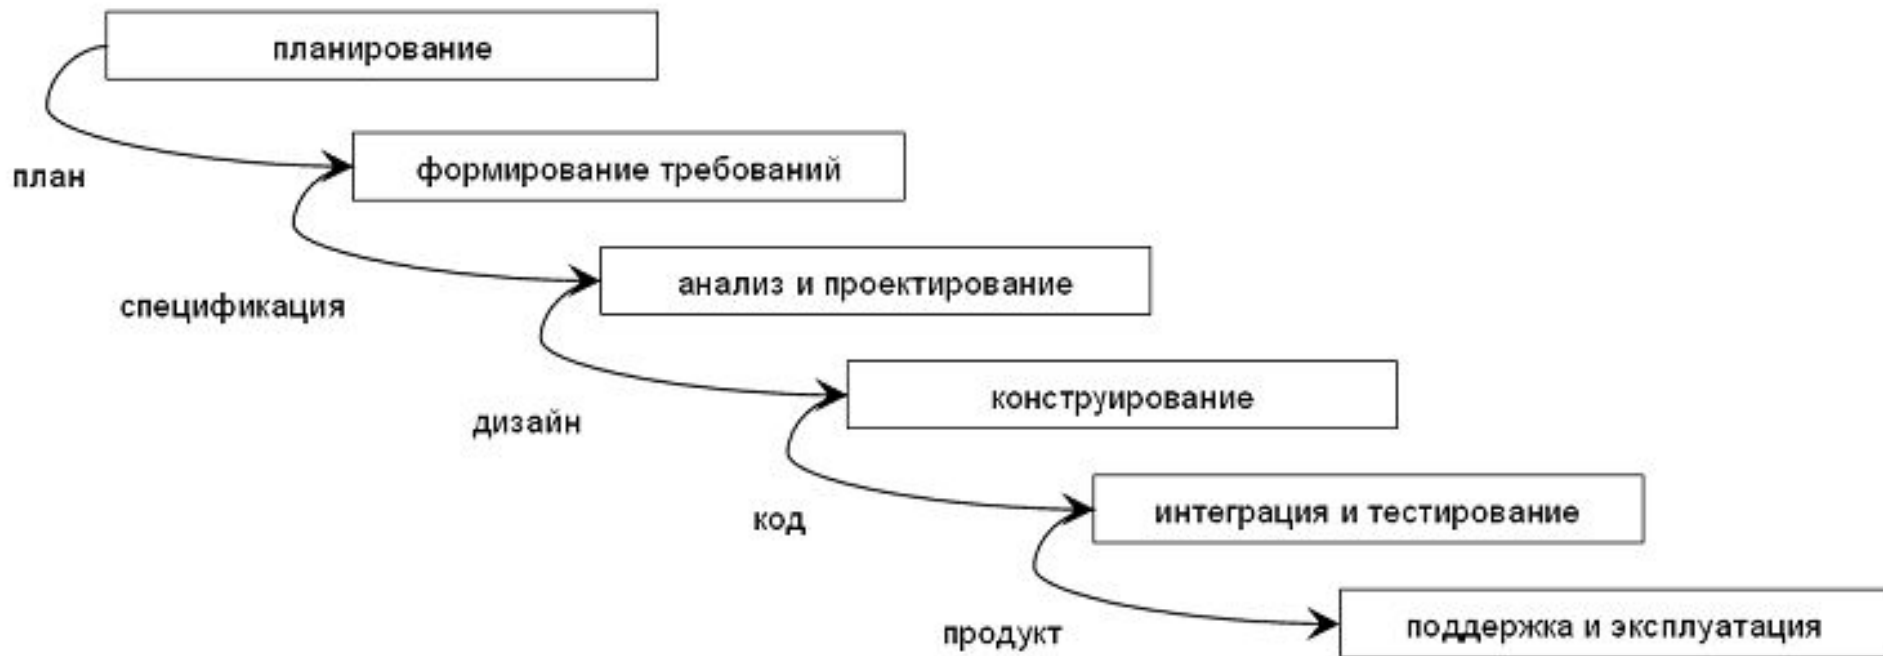 планирование
формирование требований
план
анализ и проектирование
спецификация
конструирование
дизайн
интеграция и тестирование
код
поддержка и эксплуатация
продукт